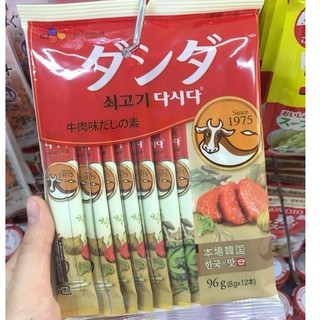 ダシダ
쇠고기 다시다
牛肉味だしの素
Since
1975
本場韓国
한국의 맛
96g(8g×12本)